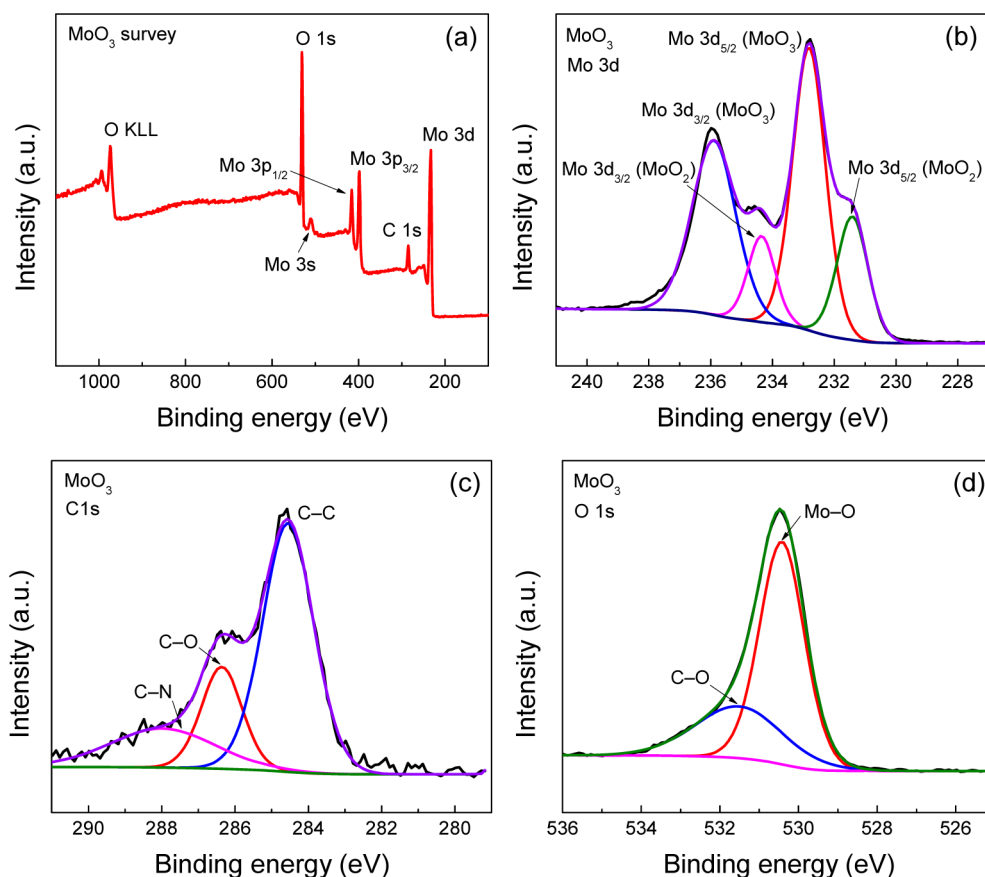 MoO₃ survey
(a)
O 1s
O KLL
Mo 3p₁/₂
Mo 3p₃/₂
Mo 3d
C 1s
Mo 3s
Intensity (a.u.)
1000 800 600 400 200
Binding energy (eV)
MoO₃
Mo 3d
(b)
Mo 3d₅/₂ (MoO₃)
Mo 3d₃/₂ (MoO₃)
Mo 3d₃/₂ (MoO₂)
Mo 3d₅/₂ (MoO₂)
Intensity (a.u.)
240 238 236 234 232 230 228
Binding energy (eV)
MoO₃
C1s
(c)
C–C
C–O
C–N
Intensity (a.u.)
290 288 286 284 282 280
Binding energy (eV)
MoO₃
O 1s
(d)
Mo–O
C–O
Intensity (a.u.)
536 534 532 530 528 526
Binding energy (eV)